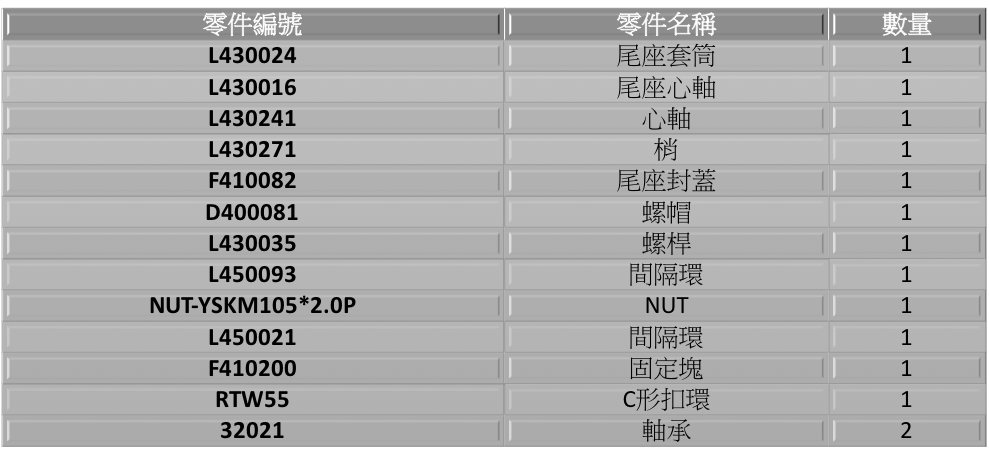 零件編號 零件名稱 數量
L430024 尾座套筒 1
L430016 尾座心軸 1
L430241 心軸 1
L430271 梢 1
F410082 尾座封蓋 1
D400081 螺帽 1
L430035 螺桿 1
L450093 間隔環 1
NUT-YSKM105*2.0P NUT 1
L450021 間隔環 1
F410200 固定塊 1
RTW55 C形扣環 1
32021 軸承 2